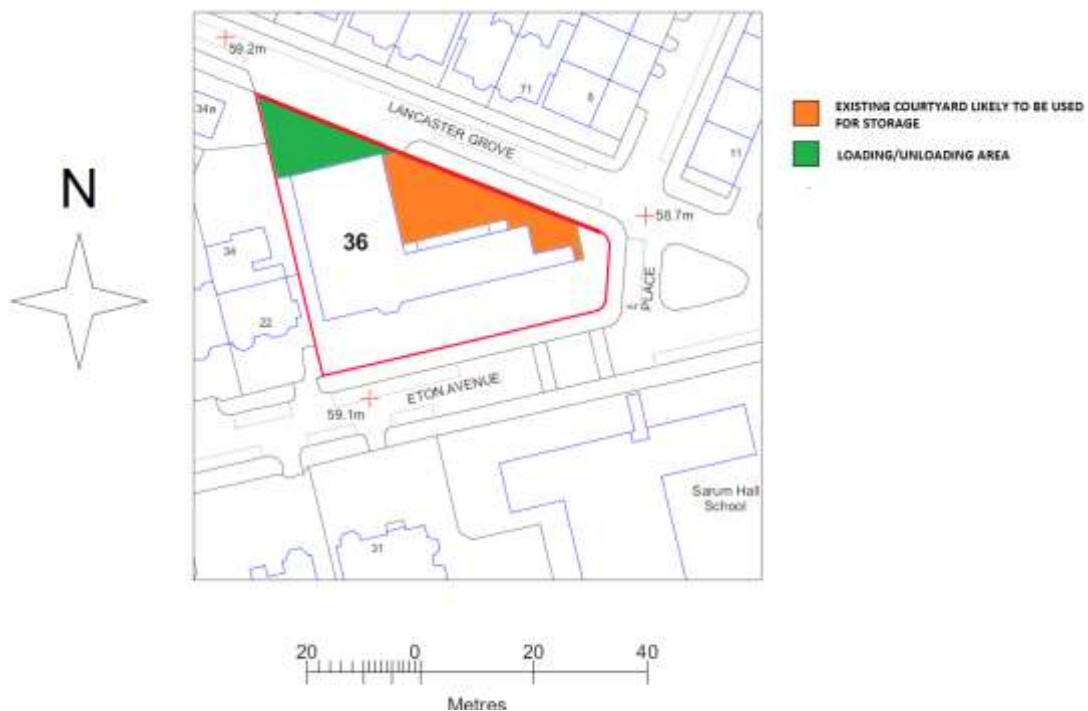 59.2m
34a
LANCASTER GROVE
11
8
11
EXISTING COURTYARD LIKELY TO BE USED
FOR STORAGE
LOADING/UNLOADING AREA
N
36
58.7m
34
22
PLACE
ETON AVENUE
59.1m
Sarum Hall
School
31
20 0 20 40
Metres